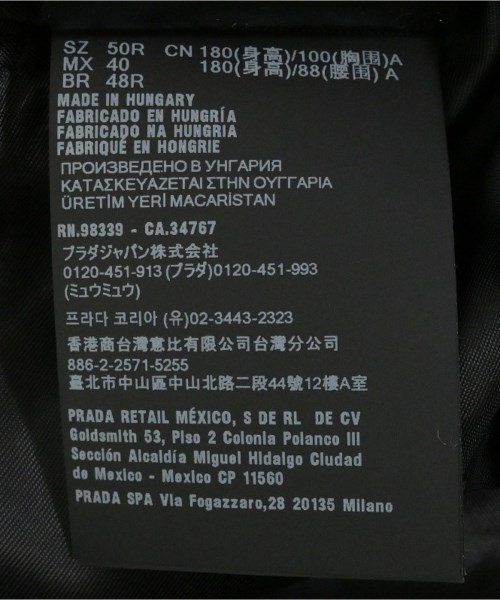 SZ 50R CN 180(身高)/100(胸围)A
MX 40 180(身高)/88(腰围)A
BR 48R
MADE IN HUNGARY
FABRICADO EN HUNGRÍA
FABRICADO NA HUNGRIA
FABRIQUÉ EN HONGRIE
ПРОИЗВЕДЕНО В УНГАРИЯ
ΚΑΤΑΣΚΕΥΑΖΕΤΑΙ ΣΤΗΝ ΟΥΓΓΑΡΙΑ
ÜRETİM YERİ MACARİSTAN
RN.98339 - CA.34767
プラダジャパン株式会社
0120-451-913 (プラダ)0120-451-993
(ミュウミュウ)
프라다 코리아 (유)02-3443-2323
香港商台灣意比有限公司台灣分公司
886-2-2571-5255
臺北市中山區中山北路二段44號12樓A室
PRADA RETAIL MÉXICO, S DE RL DE CV
Goldsmith 53, Piso 2 Colonia Polanco III
Sección Alcaldía Miguel Hidalgo Ciudad
de Mexico - Mexico CP 11560
PRADA SPA Via Fogazzaro,28 20135 Milano